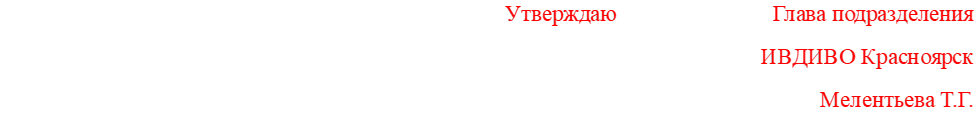 Утверждаю Глава подразделения
ИВДИВО Красноярск
Мелентьева Т.Г.